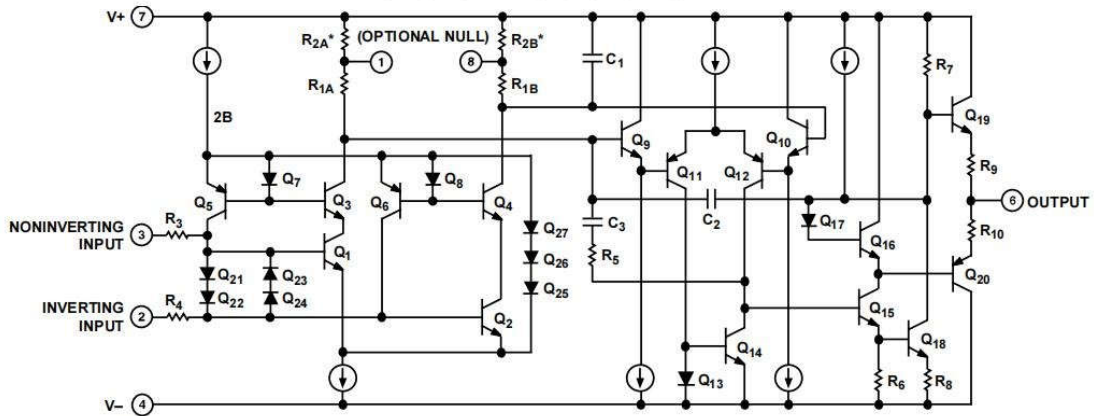 V+ 7
R2A* (OPTIONAL NULL) R2B*
1 8
C1
R1A R1B
R7
2B
Q19
Q9 Q10
Q11 Q12
R9
Q7 Q8
Q5 Q3 Q6 Q4
C2
6 OUTPUT
NONINVERTING
INPUT
3 R3
C3
Q17
Q27
R10
Q16
Q1
R5
Q26
Q20
Q21 Q23
Q22 Q24
Q25
INVERTING
INPUT
2 R4
Q2
Q15
Q14
Q18
Q13
R6 R8
V– 4